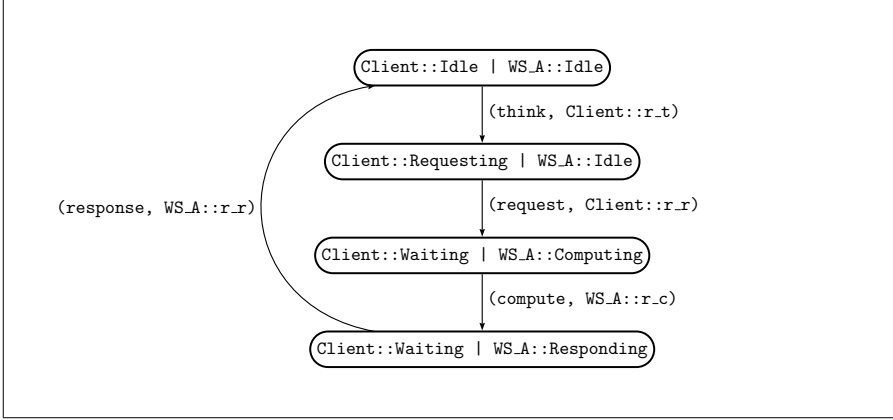 Client::Idle | WS_A::Idle
(think, Client::r_t)
Client::Requesting | WS_A::Idle
(response, WS_A::r_r)
(request, Client::r_r)
Client::Waiting | WS_A::Computing
(compute, WS_A::r_c)
Client::Waiting | WS_A::Responding